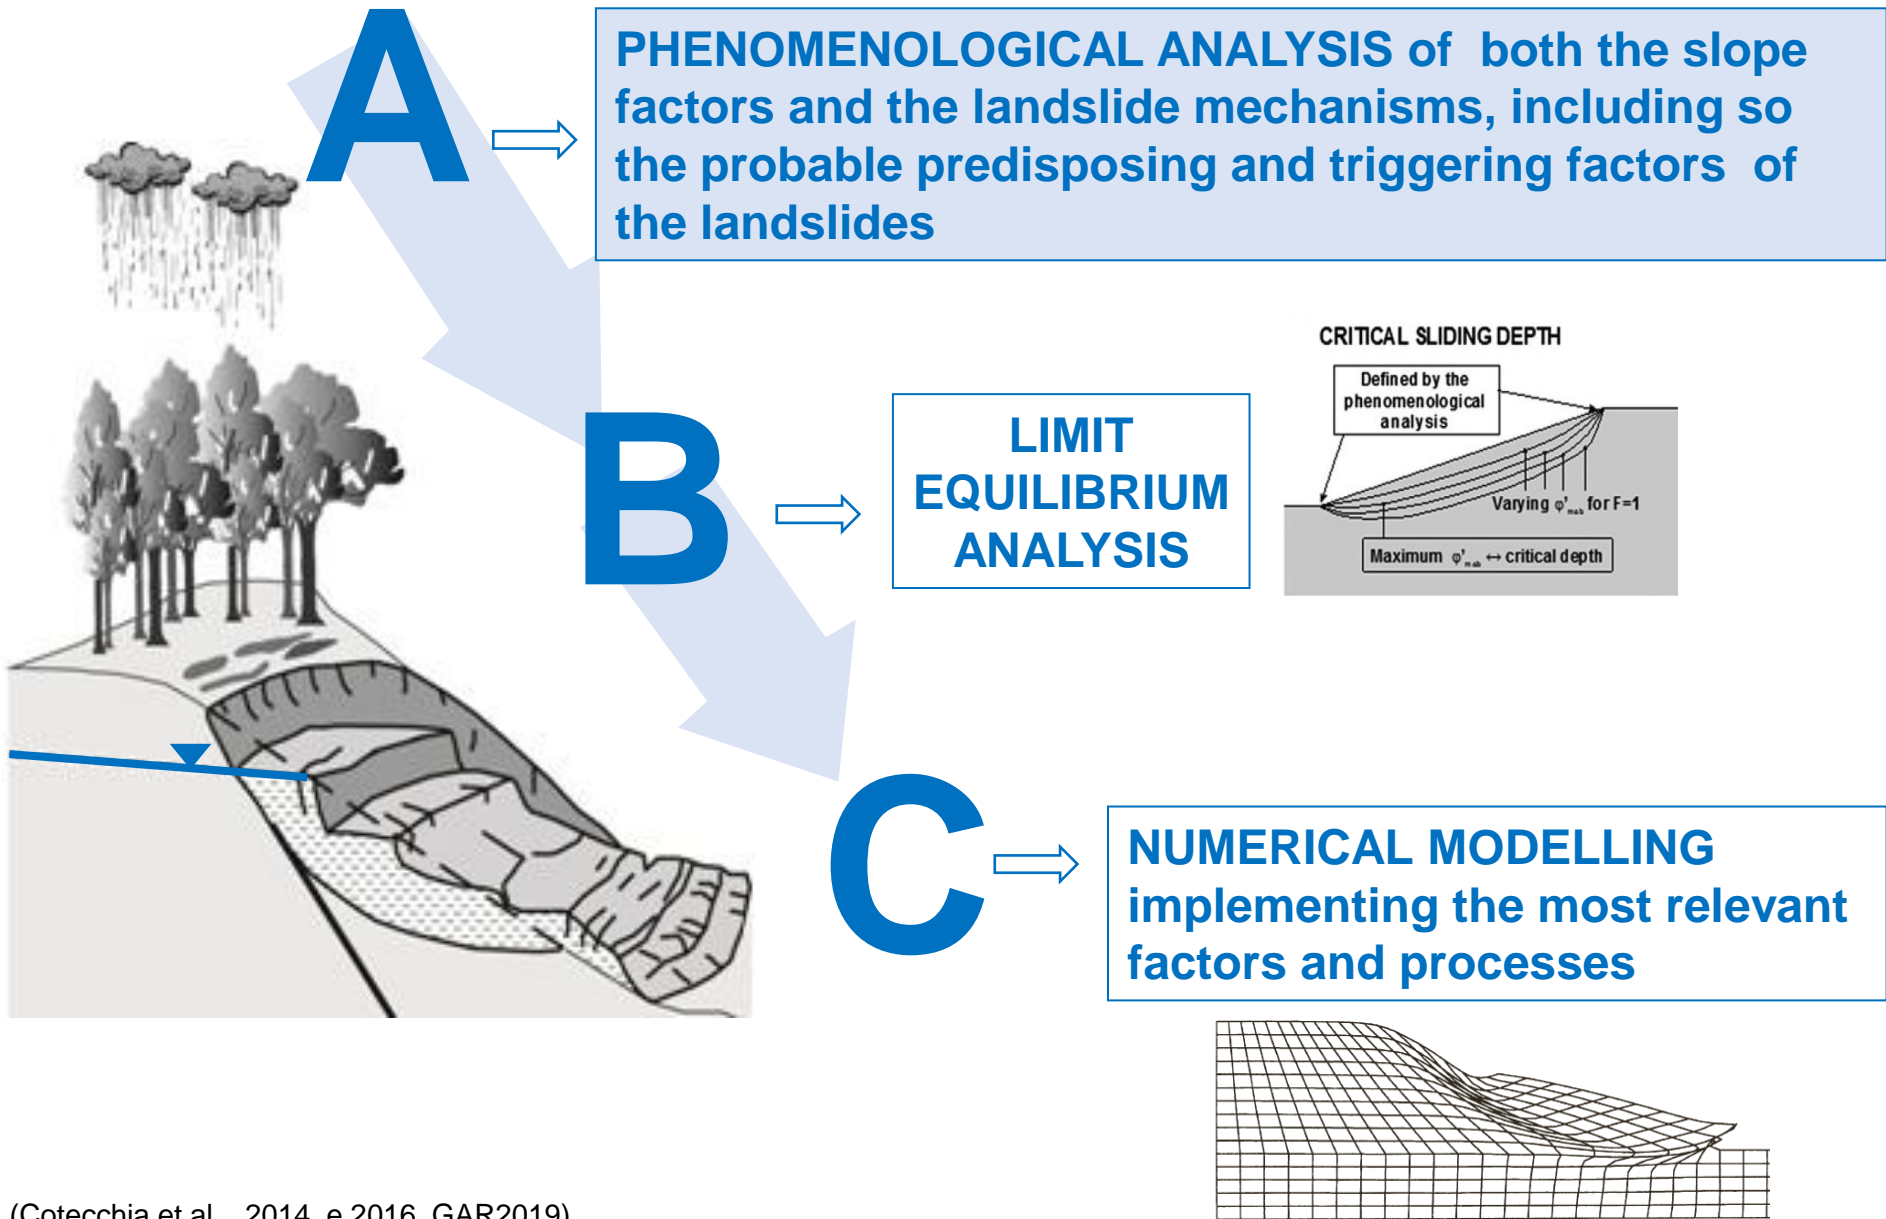 A
PHENOMENOLOGICAL ANALYSIS of both the slope
factors and the landslide mechanisms, including so
the probable predisposing and triggering factors of
the landslides
CRITICAL SLIDING DEPTH
Defined by the
phenomenological
analysis
Varying φ'mob for F=1
Maximum φ'mob ↔ critical depth
B
LIMIT
EQUILIBRIUM
ANALYSIS
C
NUMERICAL MODELLING
implementing the most relevant
factors and processes
(Cotecchia et al., 2014, e 2016, GAR2019)